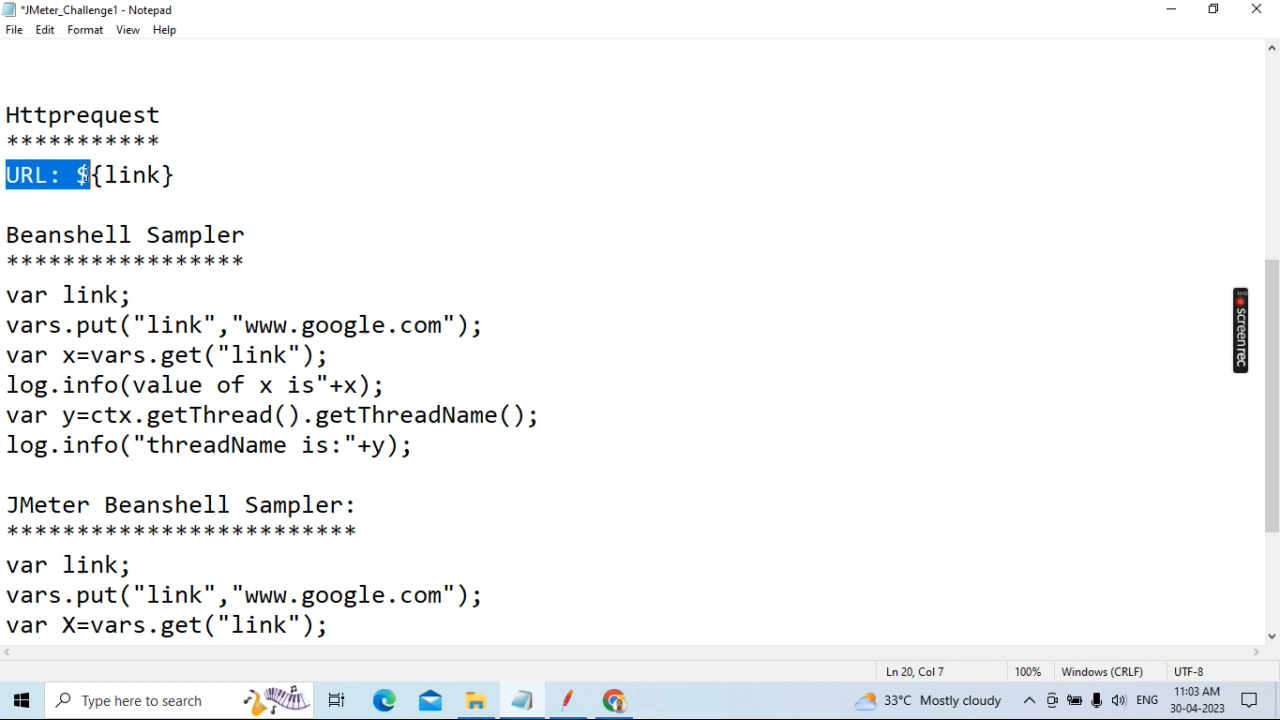 *JMeter_Challenge1 - Notepad
File Edit Format View Help
Httprequest
***********
URL: ${link}
Beanshell Sampler
*****************
var link;
vars.put("link","www.google.com");
var x=vars.get("link");
log.info(value of x is"+x);
var y=ctx.getThread().getThreadName();
log.info("threadName is:"+y);
JMeter Beanshell Sampler:
*************************
var link;
vars.put("link","www.google.com");
var X=vars.get("link");
screenrec
Ln 20, Col 7 100% Windows (CRLF) UTF-8
Type here to search 33°C Mostly cloudy ENG 11:03 AM
30-04-2023